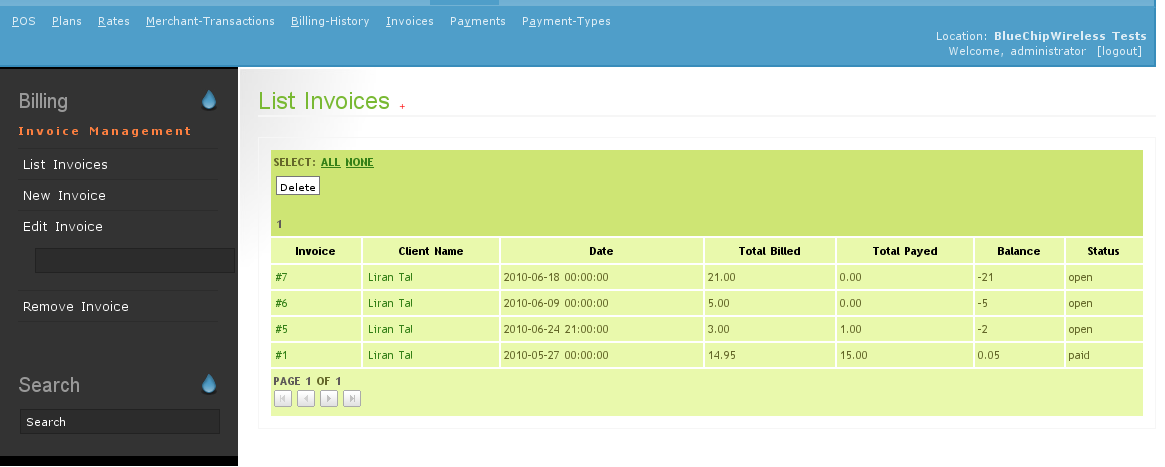 POS Plans Rates Merchant-Transactions Billing-History Invoices Payments Payment-Types
Location: BlueChipWireless Tests
Welcome, administrator [logout]
Billing
Invoice Management
List Invoices
New Invoice
Edit Invoice
Remove Invoice
Search
Search
List Invoices +
SELECT: ALL NONE
Delete
1
Invoice Client Name Date Total Billed Total Payed Balance Status
#7 Liran Tal 2010-06-18 00:00:00 21.00 0.00 -21 open
#6 Liran Tal 2010-06-09 00:00:00 5.00 0.00 -5 open
#5 Liran Tal 2010-06-24 21:00:00 3.00 1.00 -2 open
#1 Liran Tal 2010-05-27 00:00:00 14.95 15.00 0.05 paid
PAGE 1 OF 1